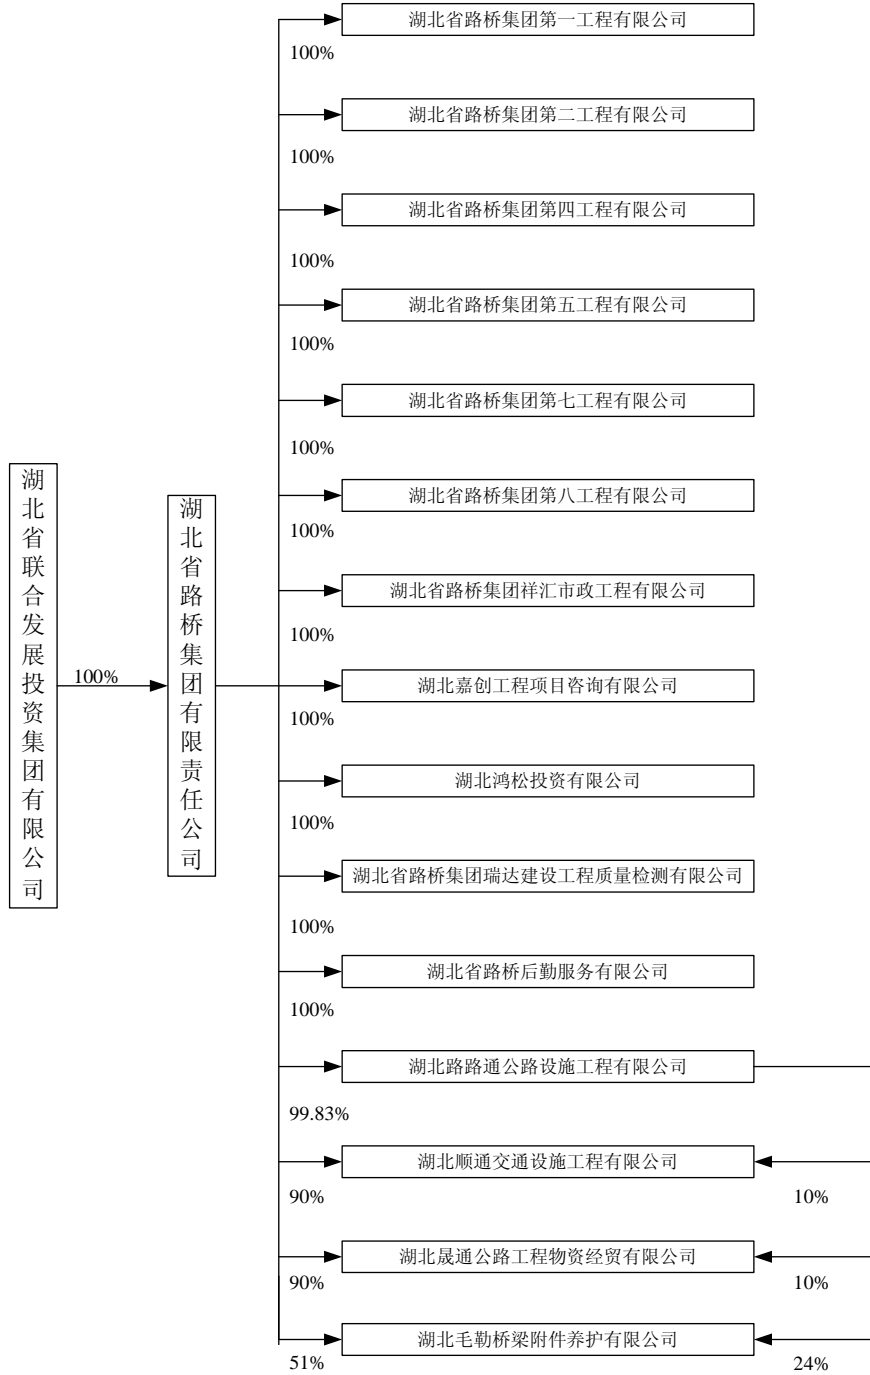 湖北省联合发展投资集团有限公司
100%
湖北省路桥集团有限责任公司
湖北省路桥集团第一工程有限公司
100%
湖北省路桥集团第二工程有限公司
100%
湖北省路桥集团第四工程有限公司
100%
湖北省路桥集团第五工程有限公司
100%
湖北省路桥集团第七工程有限公司
100%
湖北省路桥集团第八工程有限公司
100%
湖北省路桥集团祥汇市政工程有限公司
100%
湖北嘉创工程项目咨询有限公司
100%
湖北鸿松投资有限公司
100%
湖北省路桥集团瑞达建设工程质量检测有限公司
100%
湖北省路桥后勤服务有限公司
100%
湖北路路通公路设施工程有限公司
99.83%
湖北顺通交通设施工程有限公司
90%
10%
湖北晟通公路工程物资经贸有限公司
90%
10%
湖北毛勒桥梁附件养护有限公司
51%
24%